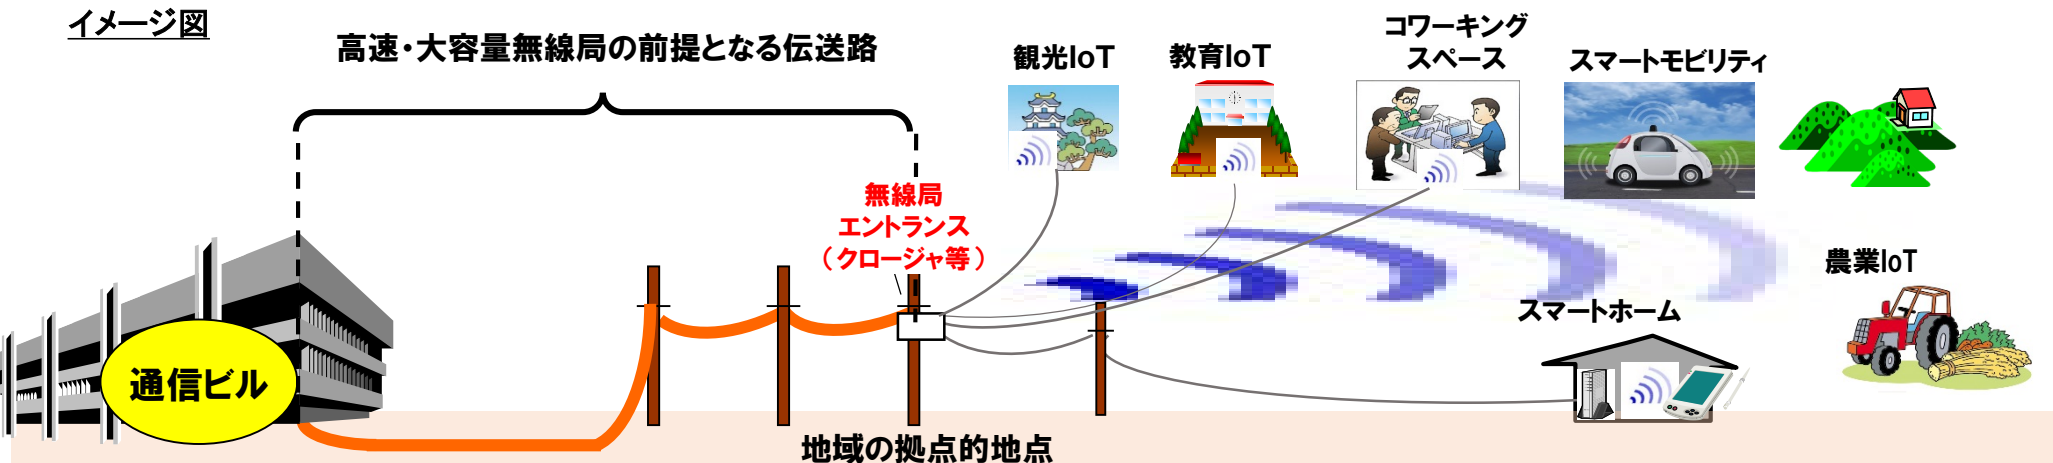 イメージ図
高速・大容量無線局の前提となる伝送路
観光IoT
教育IoT
コワーキング
スペース
スマートモビリティ
無線局
エントランス
（クロージャ等）
農業IoT
スマートホーム
通信ビル
地域の拠点的地点